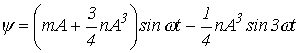 ψ = (mA + 3/4 nA³) sin ωt − 1/4 nA³ sin 3ωt